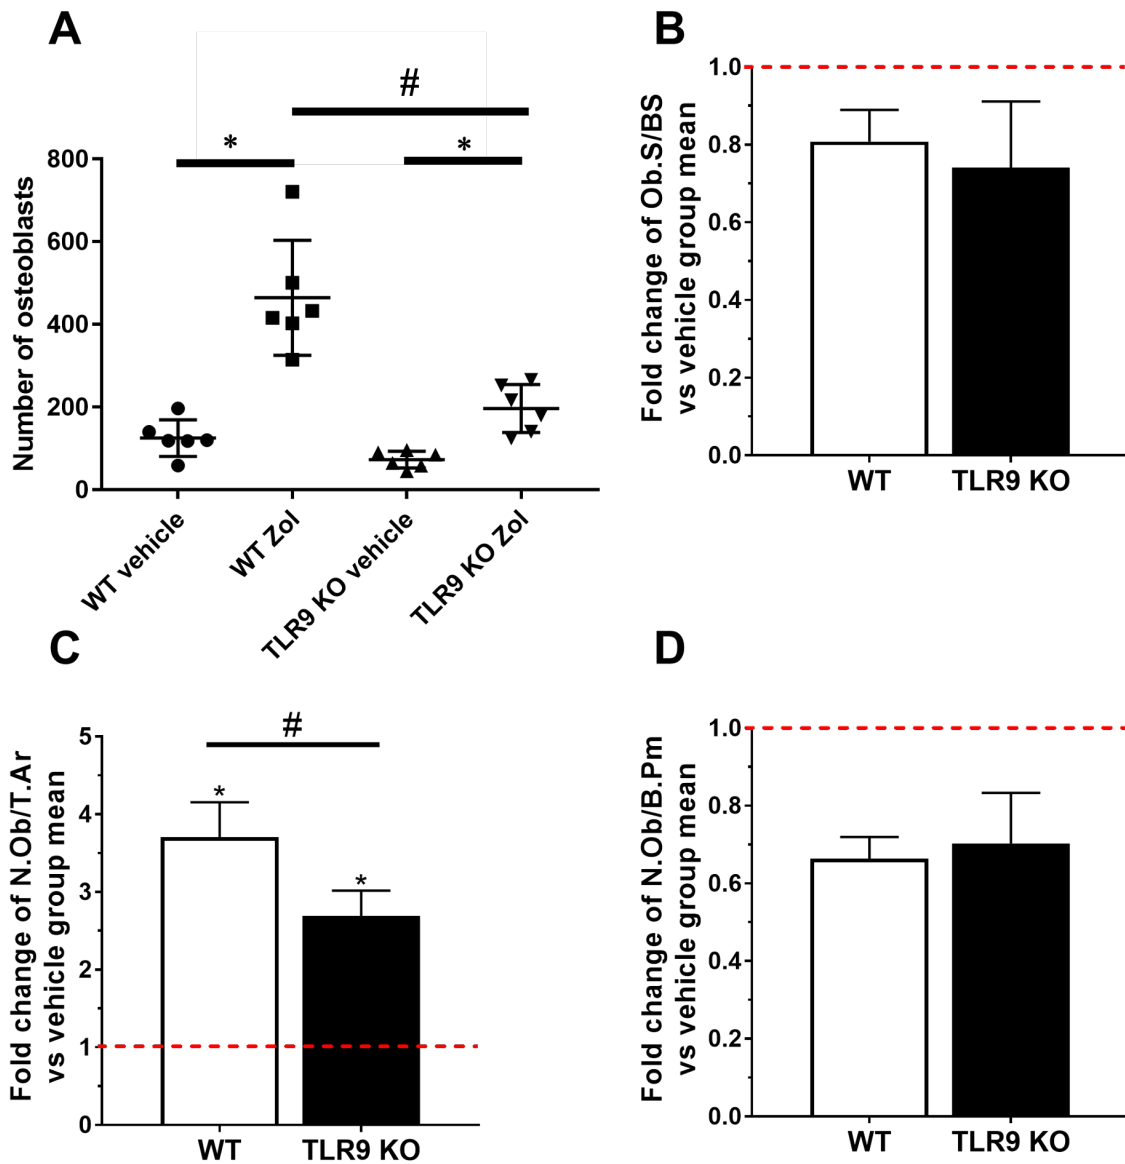 A
#
*
*
Number of osteoblasts
800
600
400
200
0
WT vehicle
WT Zol
TLR9 KO vehicle
TLR9 KO Zol
B
Fold change of Ob.S/BS
vs vehicle group mean
1.0
0.8
0.6
0.4
0.2
0.0
WT
TLR9 KO
C
Fold change of N.Ob/T.Ar
vs vehicle group mean
5
4
3
2
1
0
#
*
*
WT
TLR9 KO
D
Fold change of N.Ob/B.Pm
vs vehicle group mean
1.0
0.8
0.6
0.4
0.2
0.0
WT
TLR9 KO